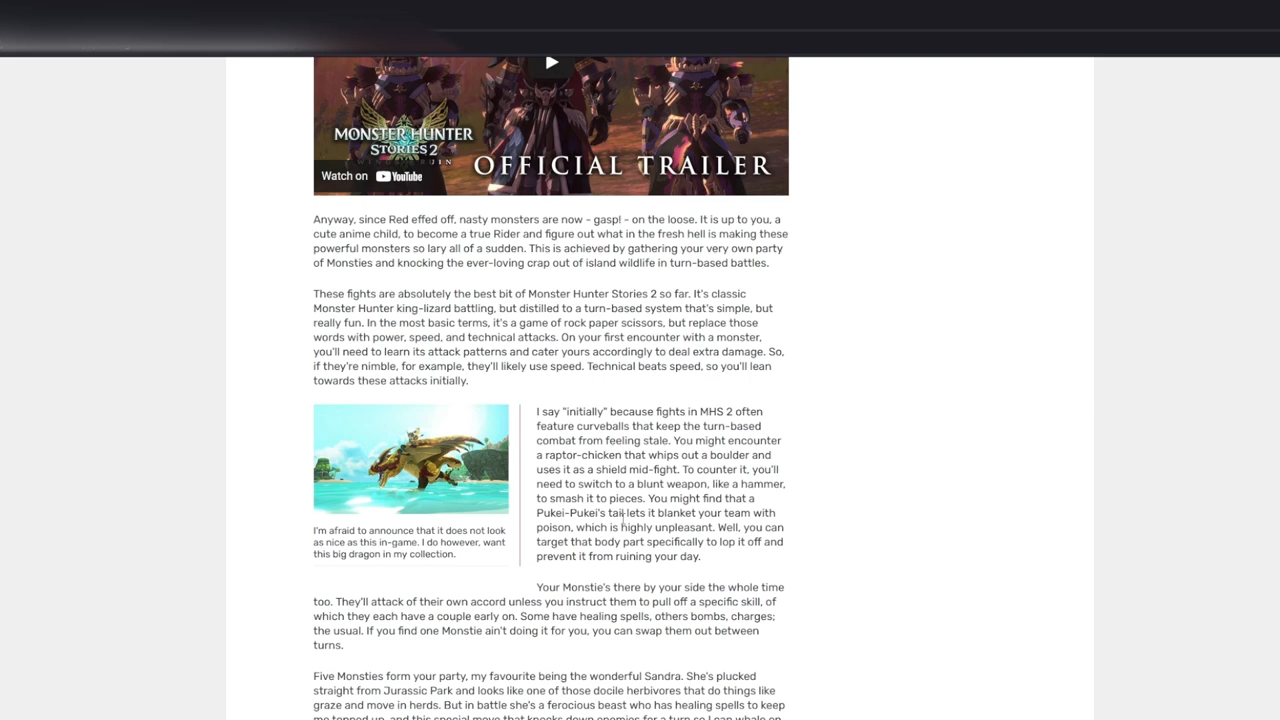 MONSTER HUNTER
STORIES 2
OFFICIAL TRAILER
Watch on YouTube
Anyway, since Red effed off, nasty monsters are now - gasp! - on the loose. It is up to you, a
cute anime child, to become a true Rider and figure out what in the fresh hell is making these
powerful monsters so lary all of a sudden. This is achieved by gathering your very own party
of Monsties and knocking the ever-loving crap out of island wildlife in turn-based battles.
These fights are absolutely the best bit of Monster Hunter Stories 2 so far. It's classic
Monster Hunter king-lizard battling, but distilled to a turn-based system that's simple, but
really fun. In the most basic terms, it's a game of rock paper scissors, but replace those
words with power, speed, and technical attacks. On your first encounter with a monster,
you'll need to learn its attack patterns and cater yours accordingly to deal extra damage. So,
if they're nimble, for example, they'll likely use speed. Technical beats speed, so you'll lean
towards these attacks initially.
I'm afraid to announce that it does not look
as nice as this in-game. I do however, want
this big dragon in my collection.
I say "initially" because fights in MHS 2 often
feature curveballs that keep the turn-based
combat from feeling stale. You might encounter
a raptor-chicken that whips out a boulder and
uses it as a shield mid-fight. To counter it, you'll
need to switch to a blunt weapon, like a hammer,
to smash it to pieces. You might find that a
Pukei-Pukei's tail lets it blanket your team with
poison, which is highly unpleasant. Well, you can
target that body part specifically to lop it off and
prevent it from ruining your day.
Your Monstie's there by your side the whole time
too. They'll attack of their own accord unless you instruct them to pull off a specific skill, of
which they each have a couple early on. Some have healing spells, others bombs, charges;
the usual. If you find one Monstie ain't doing it for you, you can swap them out between
turns.
Five Monsties form your party, my favourite being the wonderful Sandra. She's plucked
straight from Jurassic Park and looks like one of those docile herbivores that do things like
graze and move in herds. But in battle she's a ferocious beast who has healing spells to keep
me topped up, and this special move that knocks down enemies for a turn so I can whale on